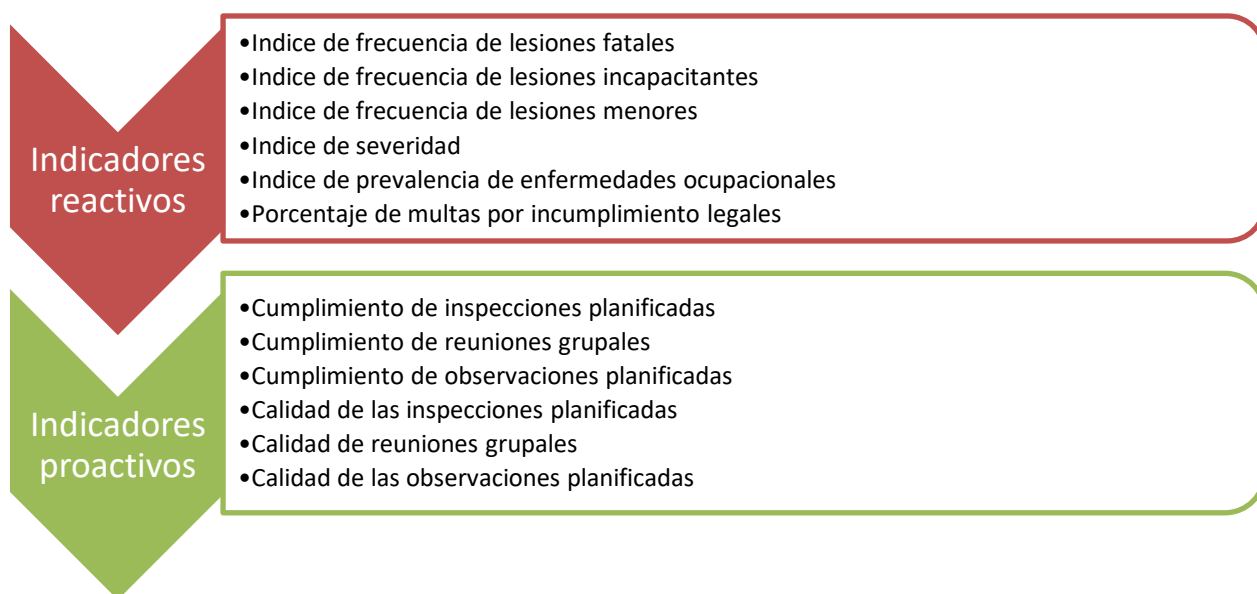 Indicadores
reactivos
•Indice de frecuencia de lesiones fatales
•Indice de frecuencia de lesiones incapacitantes
•Indice de frecuencia de lesiones menores
•Indice de severidad
•Indice de prevalencia de enfermedades ocupacionales
•Porcentaje de multas por incumplimiento legales
Indicadores
proactivos
•Cumplimiento de inspecciones planificadas
•Cumplimiento de reuniones grupales
•Cumplimiento de observaciones planificadas
•Calidad de las inspecciones planificadas
•Calidad de reuniones grupales
•Calidad de las observaciones planificadas